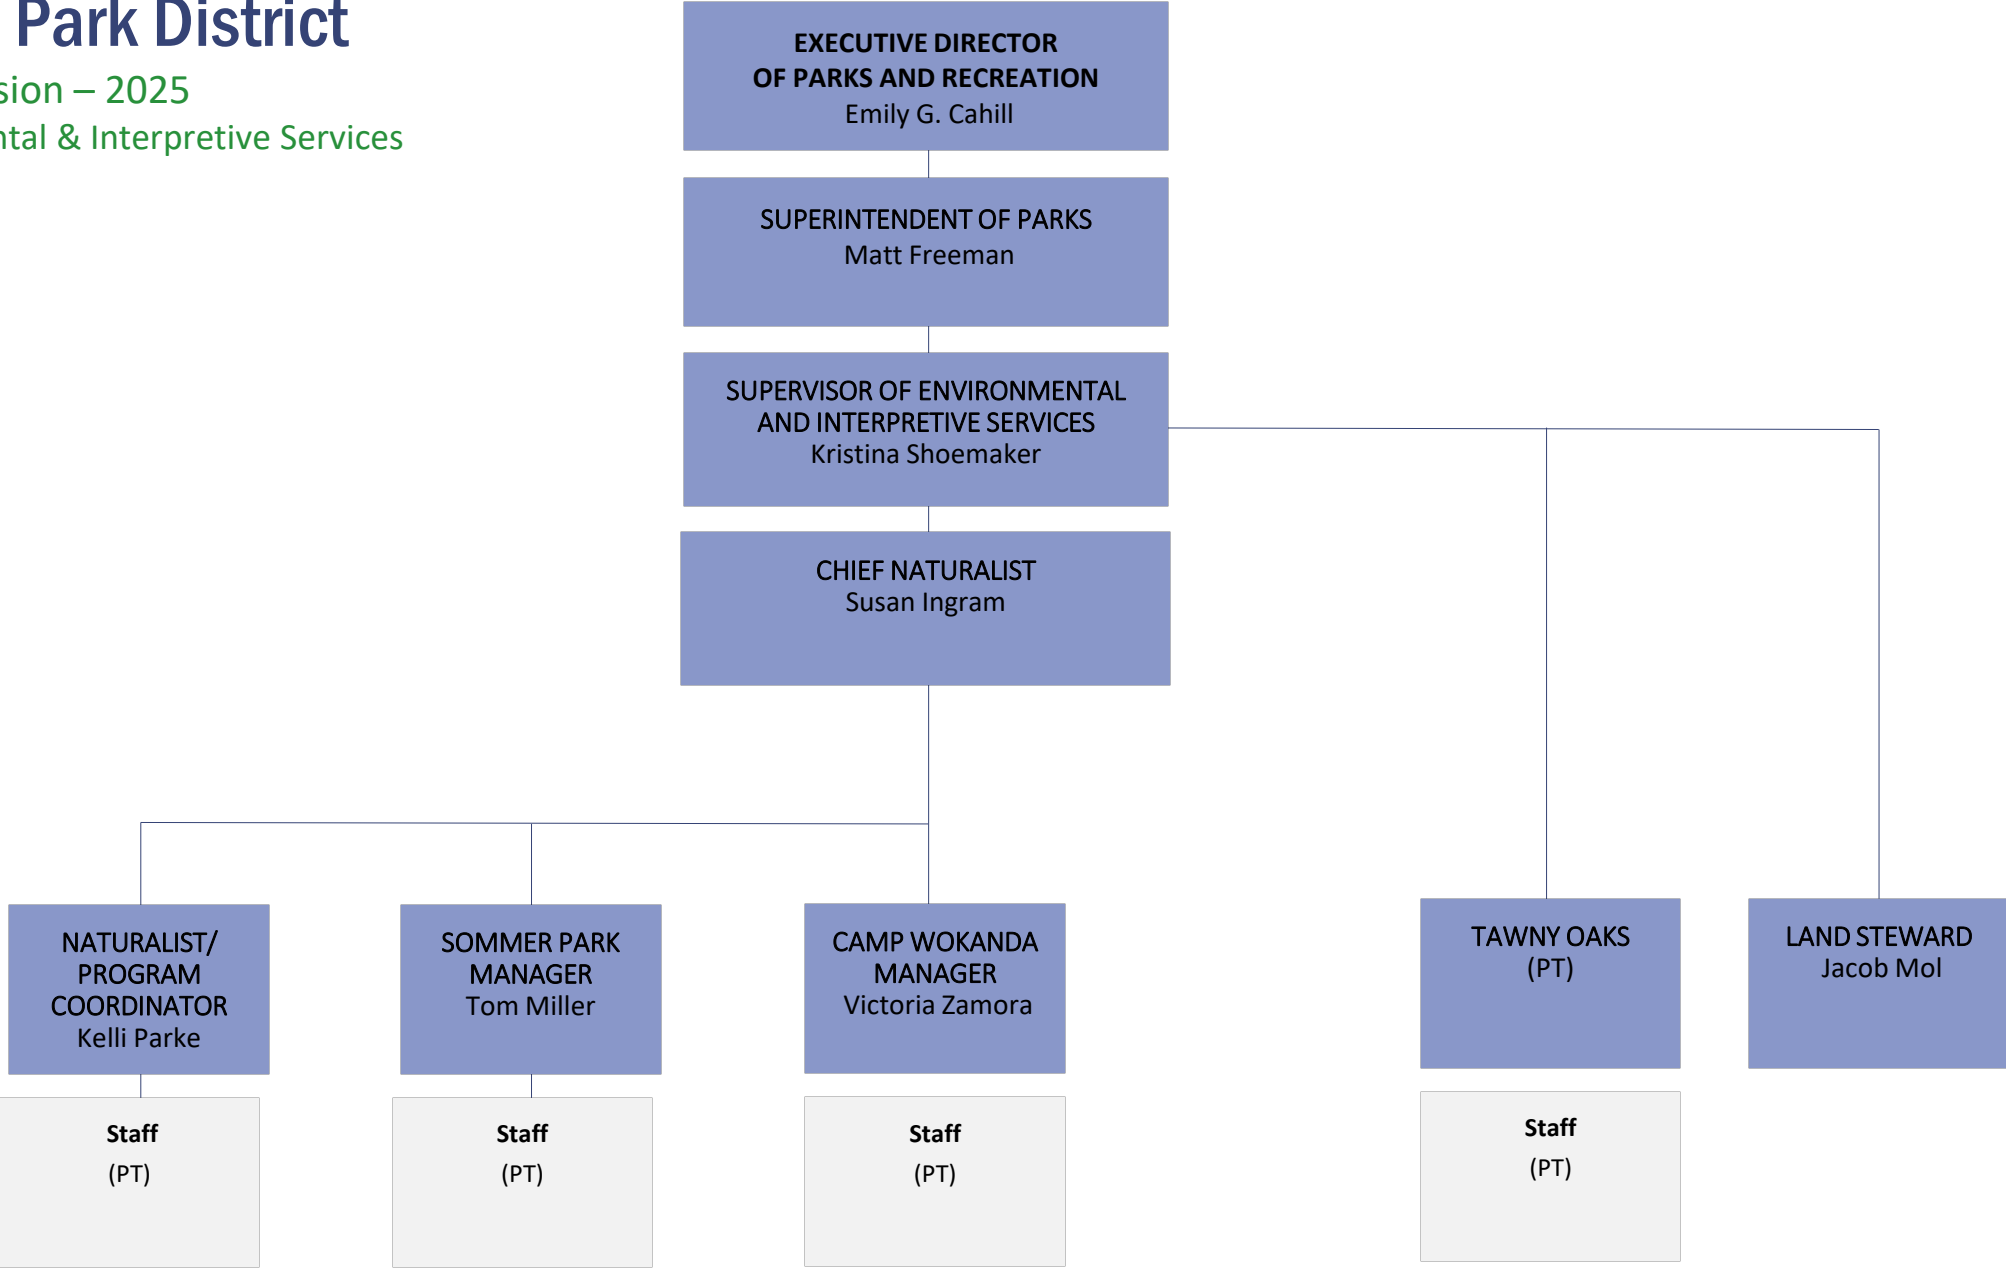 Park District
sion – 2025
ntal & Interpretive Services
EXECUTIVE DIRECTOR
OF PARKS AND RECREATION
Emily G. Cahill
SUPERINTENDENT OF PARKS
Matt Freeman
SUPERVISOR OF ENVIRONMENTAL
AND INTERPRETIVE SERVICES
Kristina Shoemaker
CHIEF NATURALIST
Susan Ingram
NATURALIST/
PROGRAM
COORDINATOR
Kelli Parke
SOMMER PARK
MANAGER
Tom Miller
CAMP WOKANDA
MANAGER
Victoria Zamora
TAWNY OAKS
(PT)
LAND STEWARD
Jacob Mol
Staff
(PT)
Staff
(PT)
Staff
(PT)
Staff
(PT)